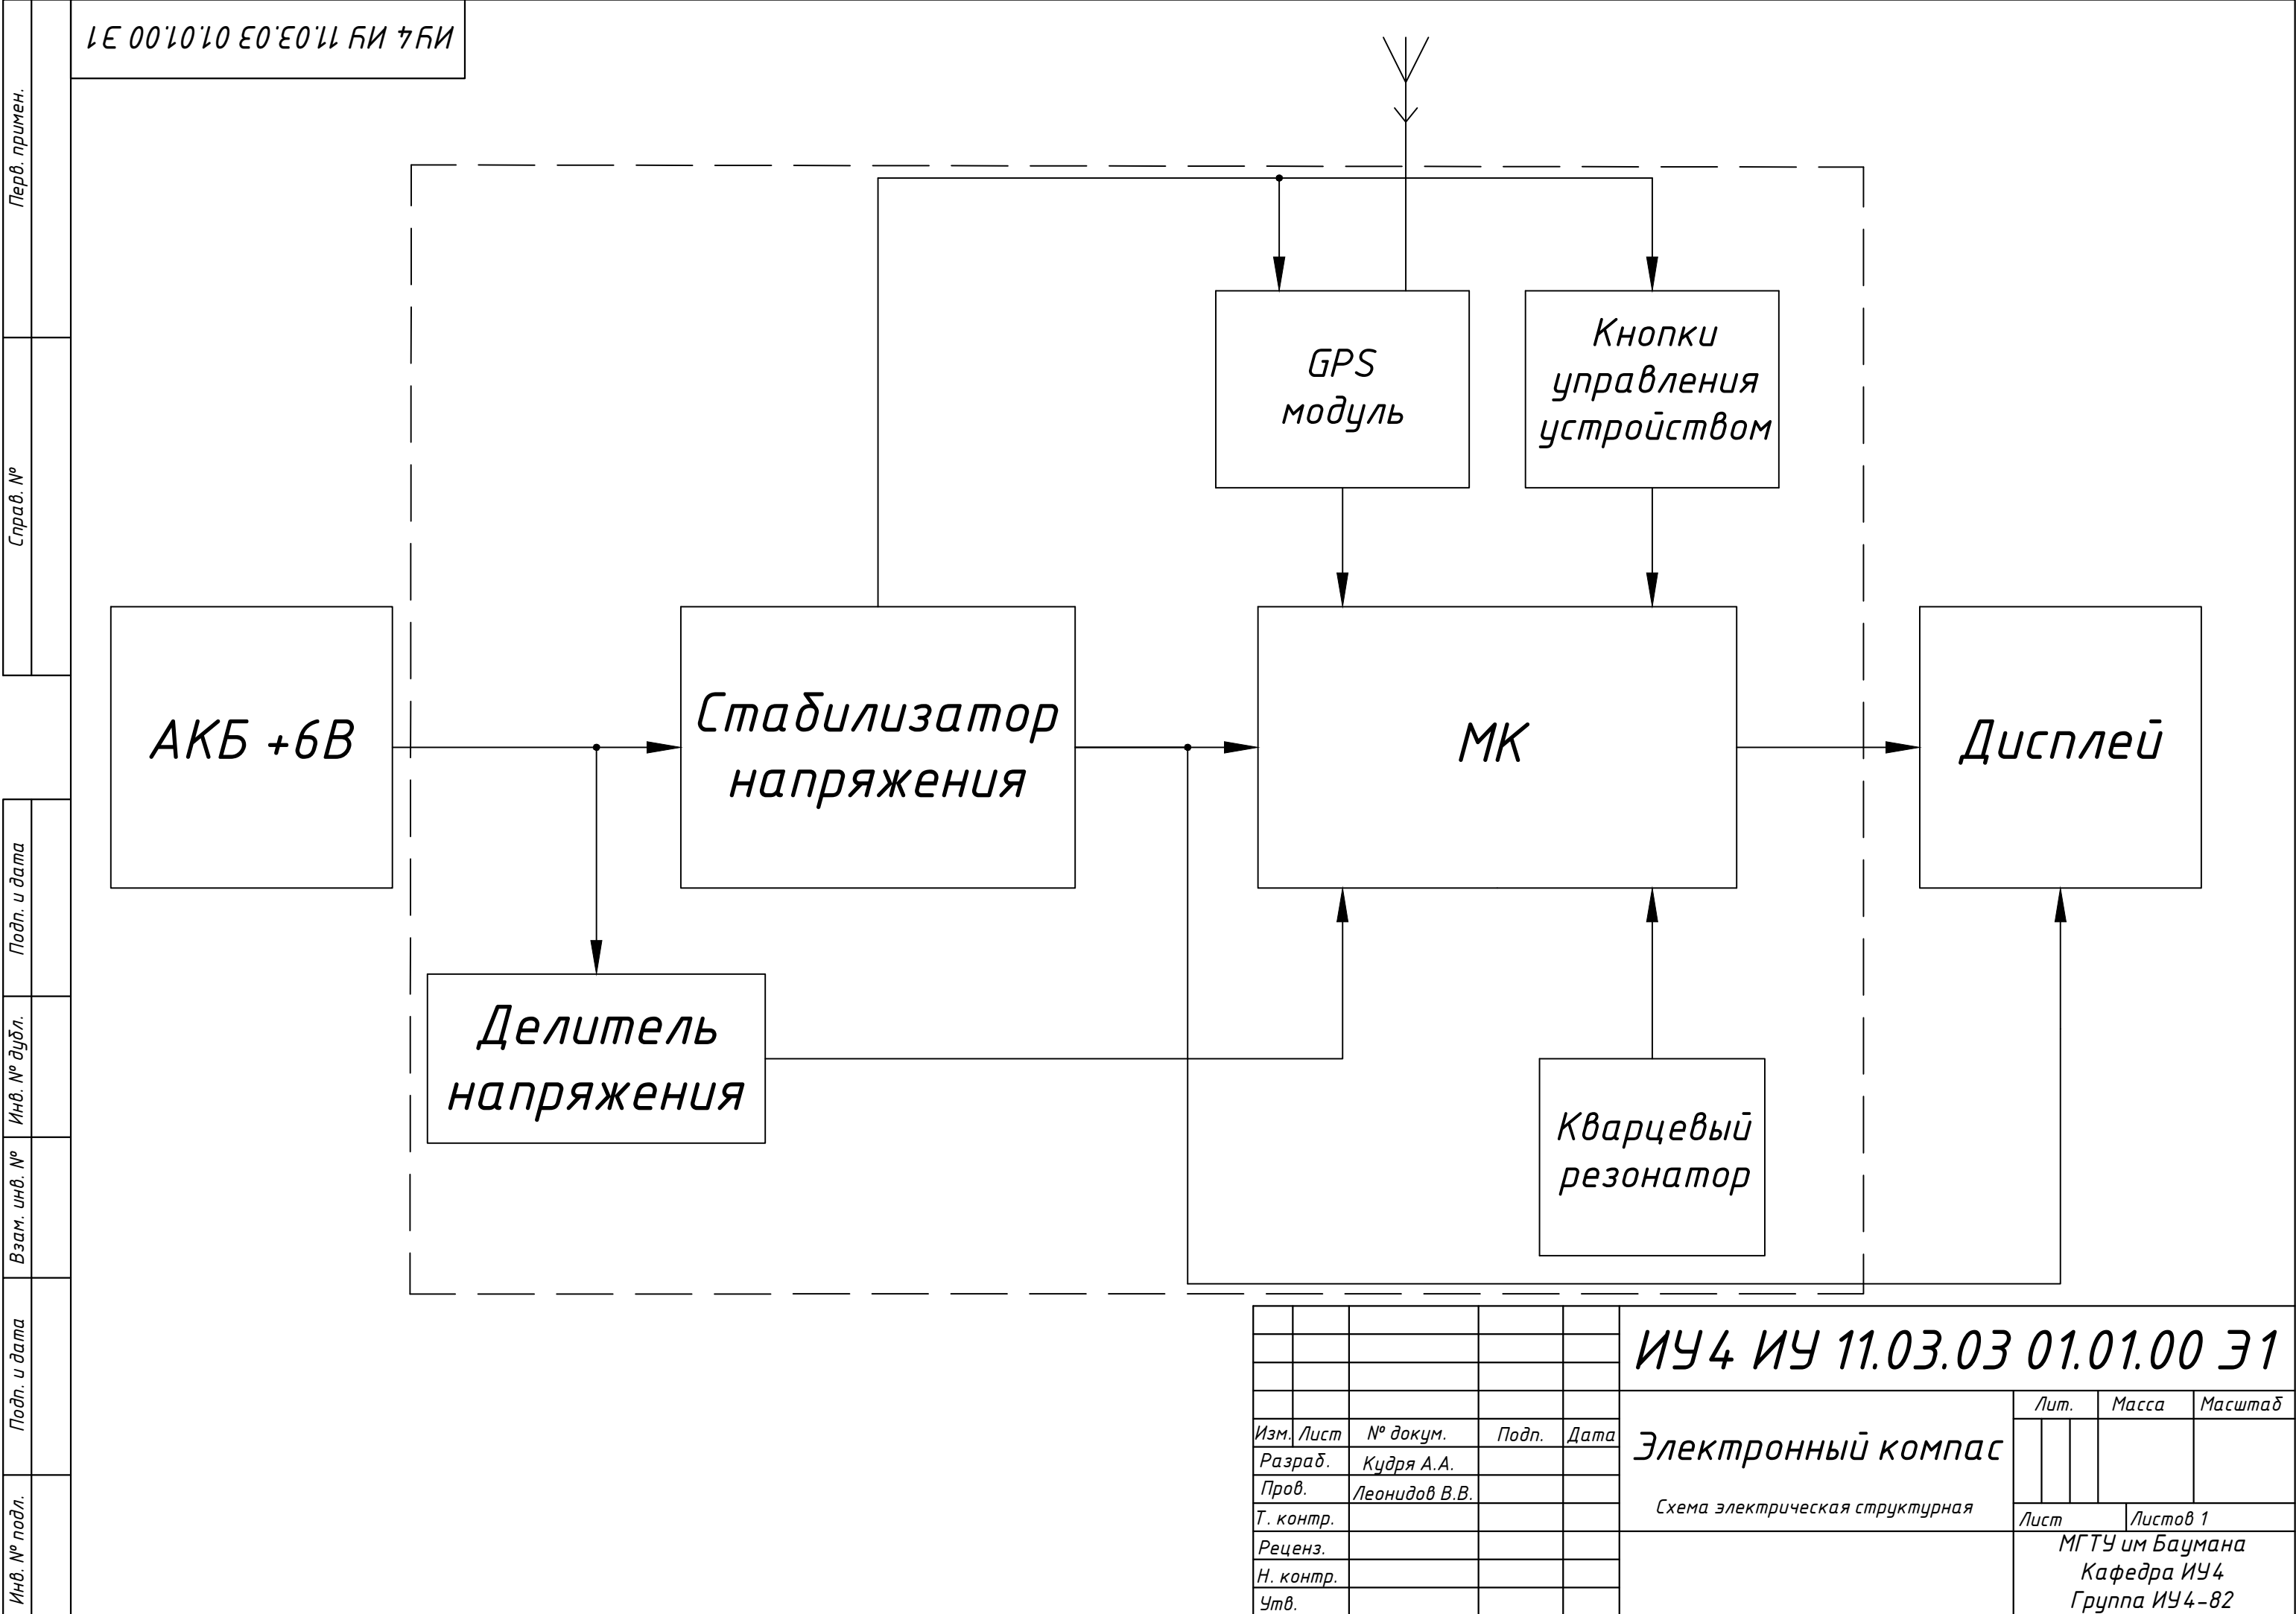 ИУ4 ИУ 11.03.03 01.01.00 Э1
Перв. примен.
Справ. №
Подп. и дата
Инв. № дубл.
Взам. инв. №
Подп. и дата
Инв. № подл.
GPS
модуль
Кнопки
управления
устройством
АКБ +6В
Стабилизатор
напряжения
МК
Дисплей
Делитель
напряжения
Кварцевый
резонатор
ИУ4 ИУ 11.03.03 01.01.00 Э1
Изм. Лист № докум. Подп. Дата
Разраб. Кудря А.А.
Пров. Леонидов В.В.
Т. контр.
Реценз.
Н. контр.
Утв.
Электронный компас
Схема электрическая структурная
Лит. Масса Масштаб
Лист Листов 1
МГТУ им Баумана
Кафедра ИУ4
Группа ИУ4-82